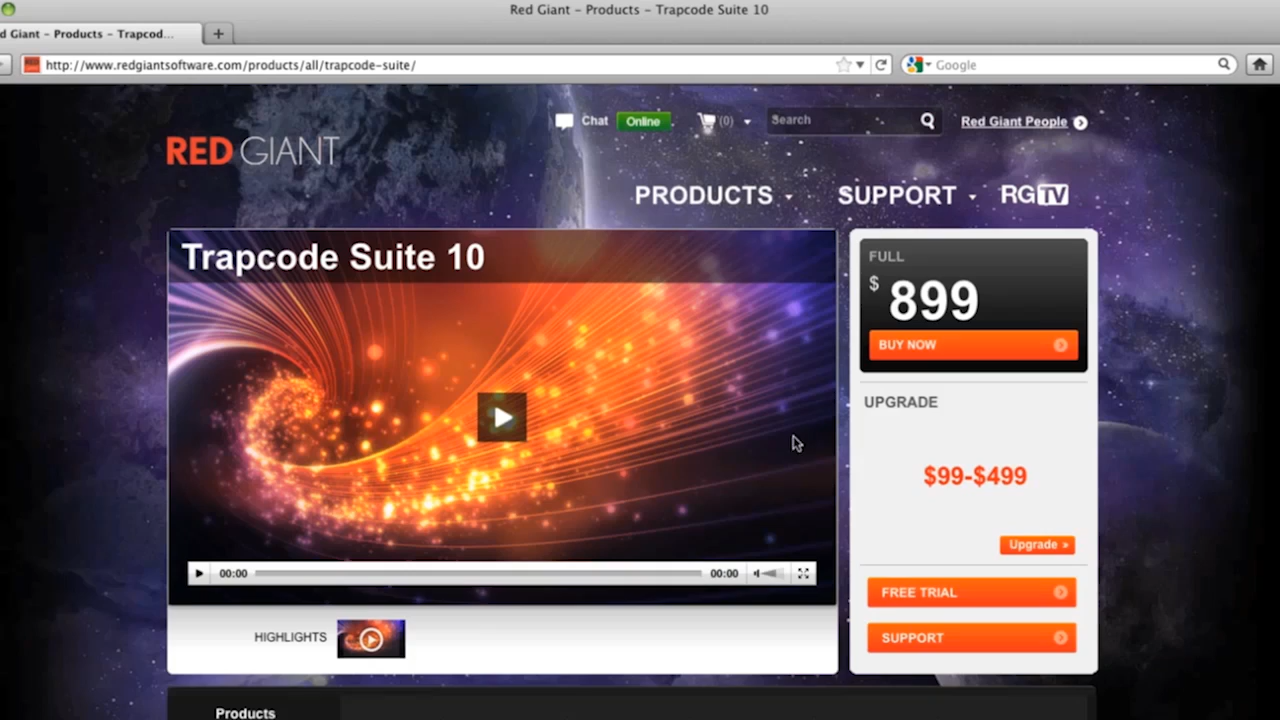 Red Giant – Products – Trapcode Suite 10
d Giant – Products – Trapcod...
+
http://www.redgiantsoftware.com/products/all/trapcode-suite/
Google
Chat Online (0) Search Red Giant People
RED GIANT
PRODUCTS SUPPORT RGTV
Trapcode Suite 10
FULL
$ 899
BUY NOW
UPGRADE
$99-$499
Upgrade »
00:00 00:00
FREE TRIAL
SUPPORT
HIGHLIGHTS
Products